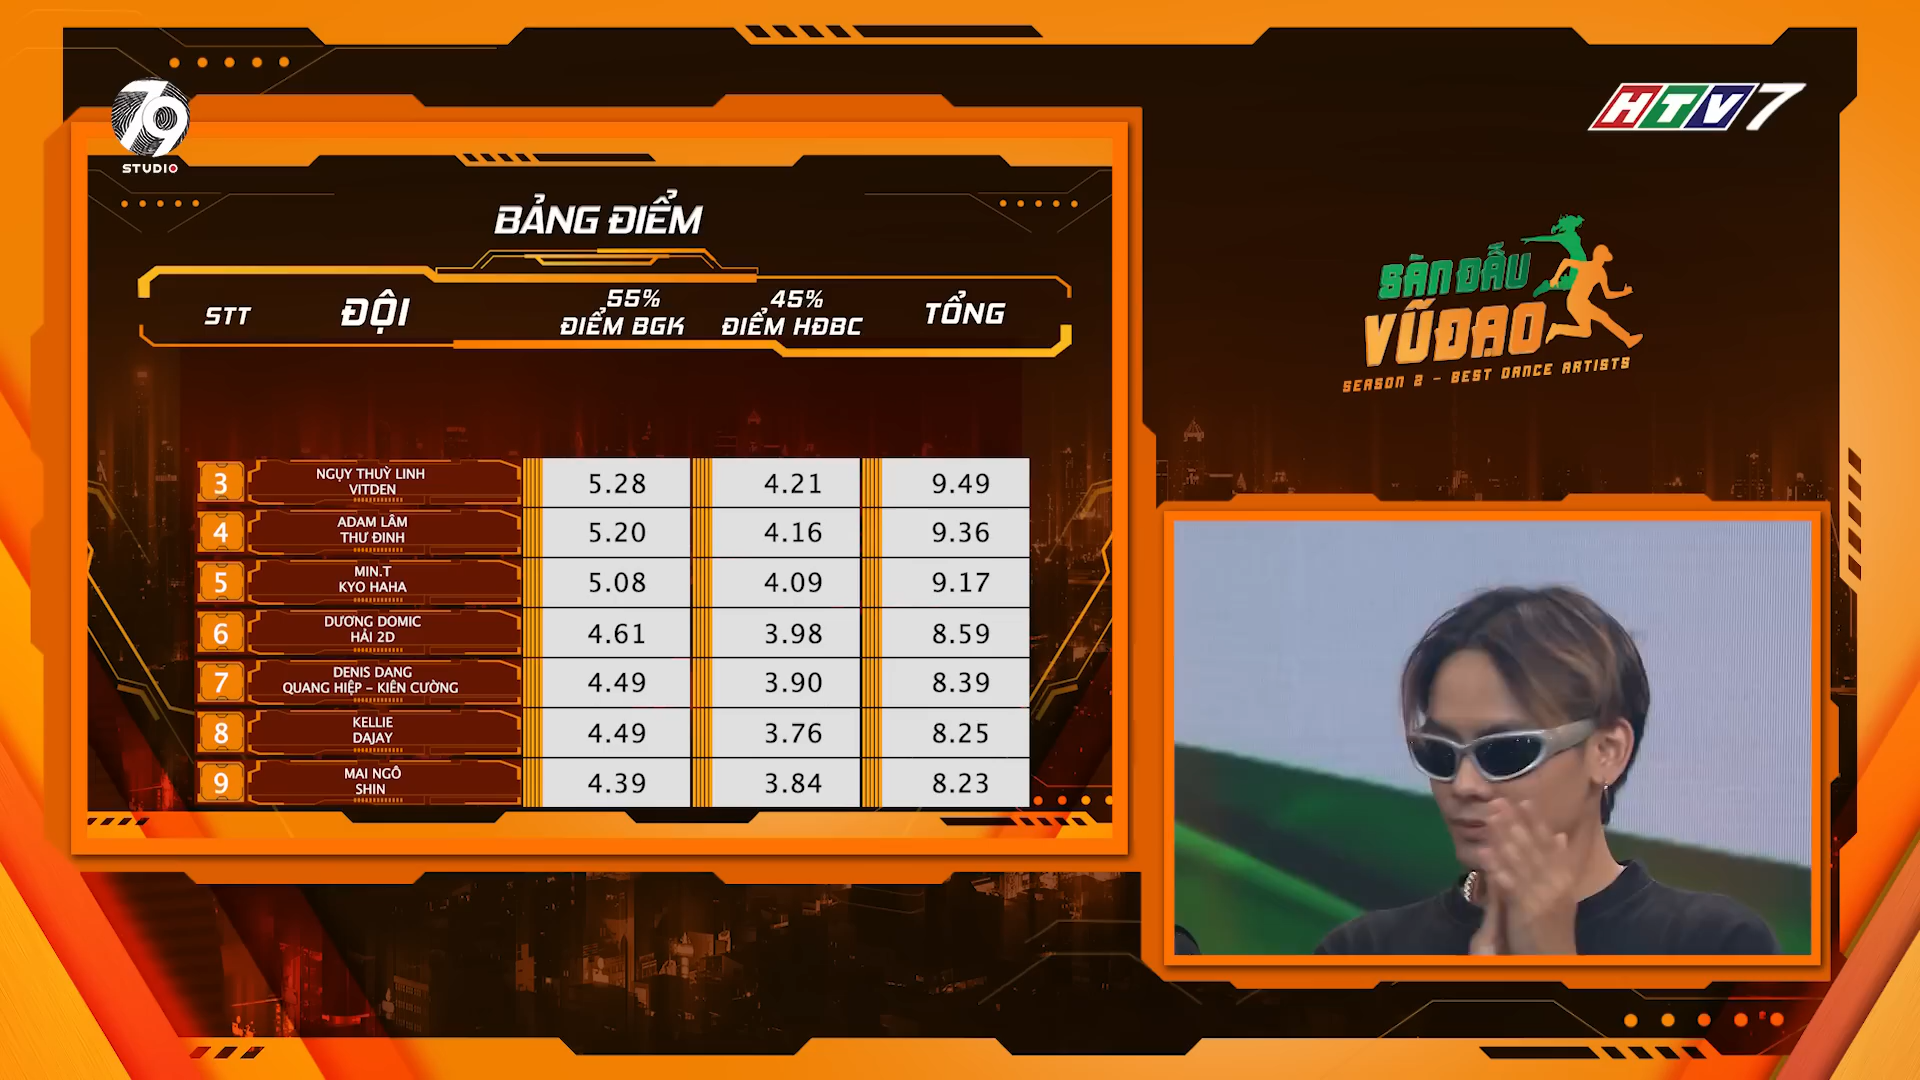 79
STUDIO
HTV7
BẢNG ĐIỂM
STT
ĐỘI
55%
ĐIỂM BGK
45%
ĐIỂM HĐBC
TỔNG
3
NGỤY THUỲ LINH
VITDEN
5.28
4.21
9.49
4
ADAM LÂM
THƯ ĐINH
5.20
4.16
9.36
5
MIN.T
KYO HAHA
5.08
4.09
9.17
6
DƯƠNG DOMIC
HẢI 2D
4.61
3.98
8.59
7
DENIS DANG
QUANG HIỆP – KIÊN CƯỜNG
4.49
3.90
8.39
8
KELLIE
DAJAY
4.49
3.76
8.25
9
MAI NGÔ
SHIN
4.39
3.84
8.23
SÀN ĐẤU
VŨ ĐẠO
SEASON 2 - BEST DANCE ARTISTS